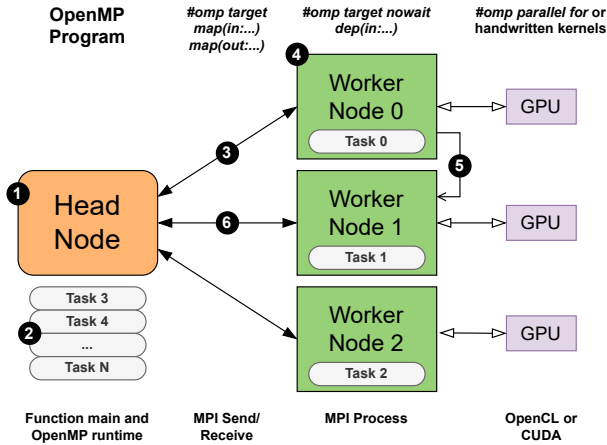 OpenMP
Program
#omp target
map(in:...)
map(out:...)
#omp target nowait
dep(in:...)
#omp parallel for or
handwritten kernels
1
Head
Node
2
Task 3
Task 4
...
Task N
3
6
4
Worker
Node 0
Task 0
5
Worker
Node 1
Task 1
Worker
Node 2
Task 2
GPU
GPU
GPU
Function main and
OpenMP runtime
MPI Send/
Receive
MPI Process
OpenCL or
CUDA